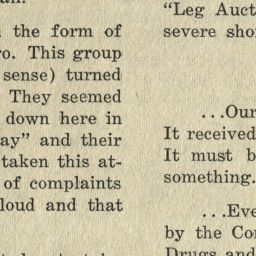 the form of
ro. This group
sense) turned
They seemed
down here in
ay” and their
taken this at-
of complaints
loud and that
“Leg Auct
severe sho
...Our
It received
It must b
something.
...Eve
by the Co
Drugs and